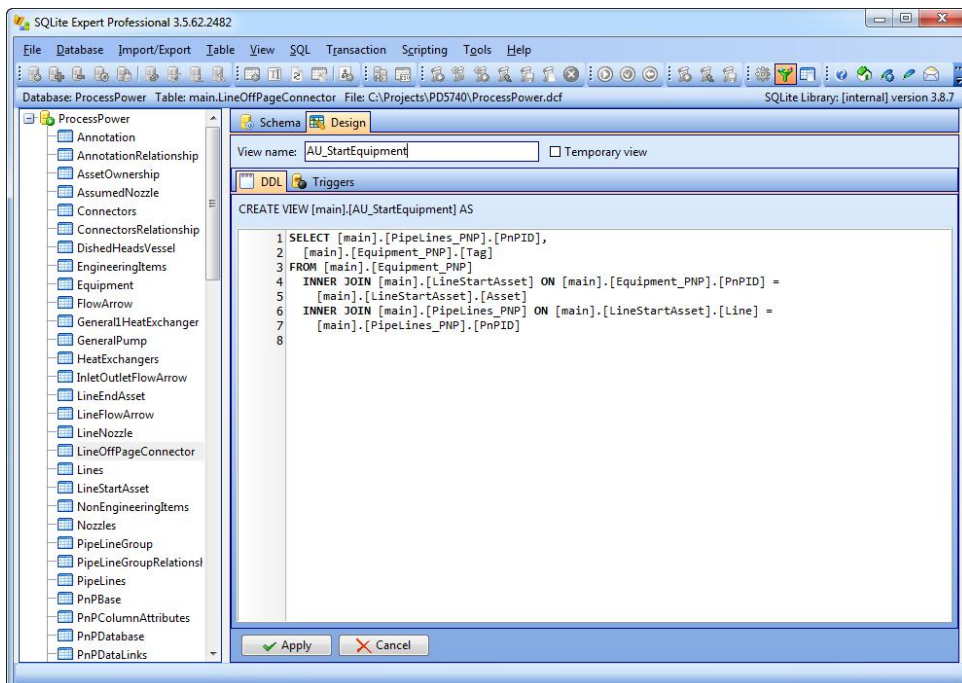 SQLite Expert Professional 3.5.62.2482
File Database Import/Export Table View SQL Transaction Scripting Tools Help
Database: ProcessPower Table: main.LineOffPageConnector File: C:\Projects\PD5740\ProcessPower.dcf SQLite Library: [internal] version 3.8.7
ProcessPower
Annotation
AnnotationRelationship
AssetOwnership
AssumedNozzle
Connectors
ConnectorsRelationship
DishedHeadsVessel
EngineeringItems
Equipment
FlowArrow
General1HeatExchanger
GeneralPump
HeatExchangers
InletOutletFlowArrow
LineEndAsset
LineFlowArrow
LineNozzle
LineOffPageConnector
Lines
LineStartAsset
NonEngineeringItems
Nozzles
PipeLineGroup
PipeLineGroupRelationsh
PipeLines
PnPBase
PnPColumnAttributes
PnPDatabase
PnPDataLinks
Schema Design
View name: AU_StartEquipment Temporary view
DDL Triggers
CREATE VIEW [main].[AU_StartEquipment] AS
1 SELECT [main].[PipeLines_PNP].[PnPID],
2 [main].[Equipment_PNP].[Tag]
3 FROM [main].[Equipment_PNP]
4 INNER JOIN [main].[LineStartAsset] ON [main].[Equipment_PNP].[PnPID] =
5 [main].[LineStartAsset].[Asset]
6 INNER JOIN [main].[PipeLines_PNP] ON [main].[LineStartAsset].[Line] =
7 [main].[PipeLines_PNP].[PnPID]
8
Apply Cancel